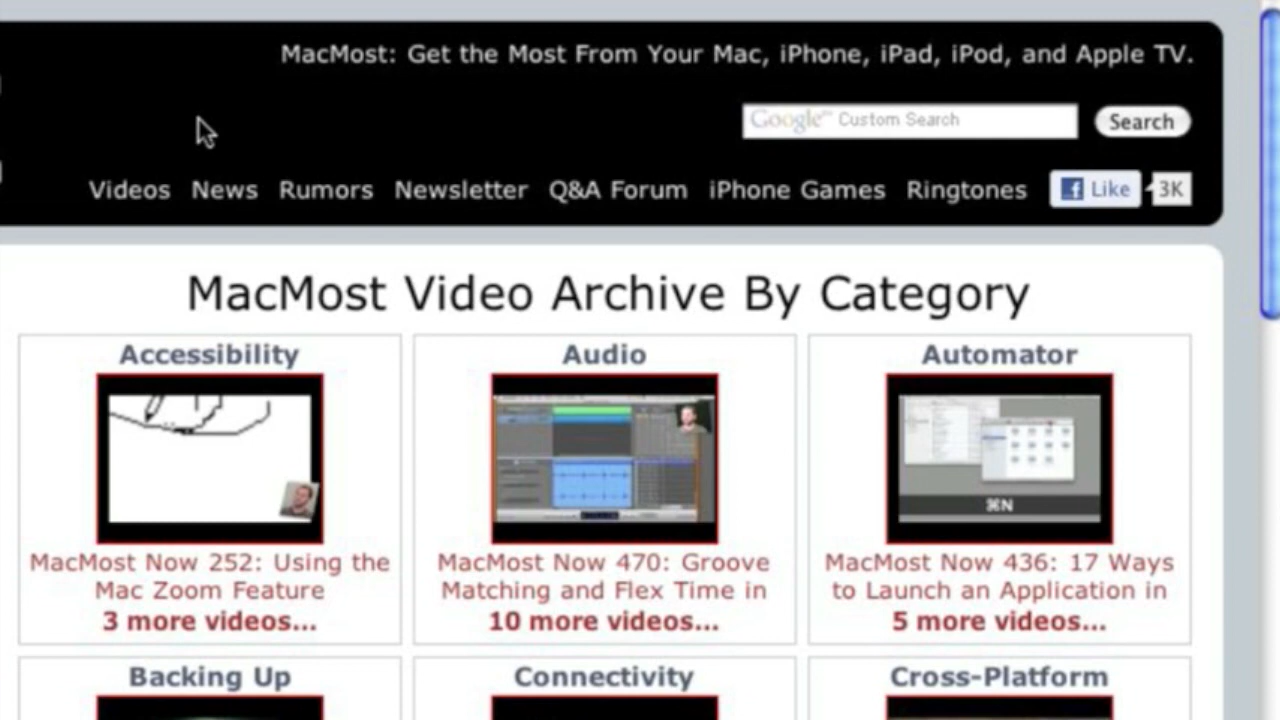 MacMost: Get the Most From Your Mac, iPhone, iPad, iPod, and Apple TV.
Google™ Custom Search
Search
Videos News Rumors Newsletter Q&A Forum iPhone Games Ringtones Like 3K
MacMost Video Archive By Category
Accessibility
Audio
Automator
⌘N
MacMost Now 252: Using the
Mac Zoom Feature
3 more videos...
MacMost Now 470: Groove
Matching and Flex Time in
10 more videos...
MacMost Now 436: 17 Ways
to Launch an Application in
5 more videos...
Backing Up
Connectivity
Cross-Platform